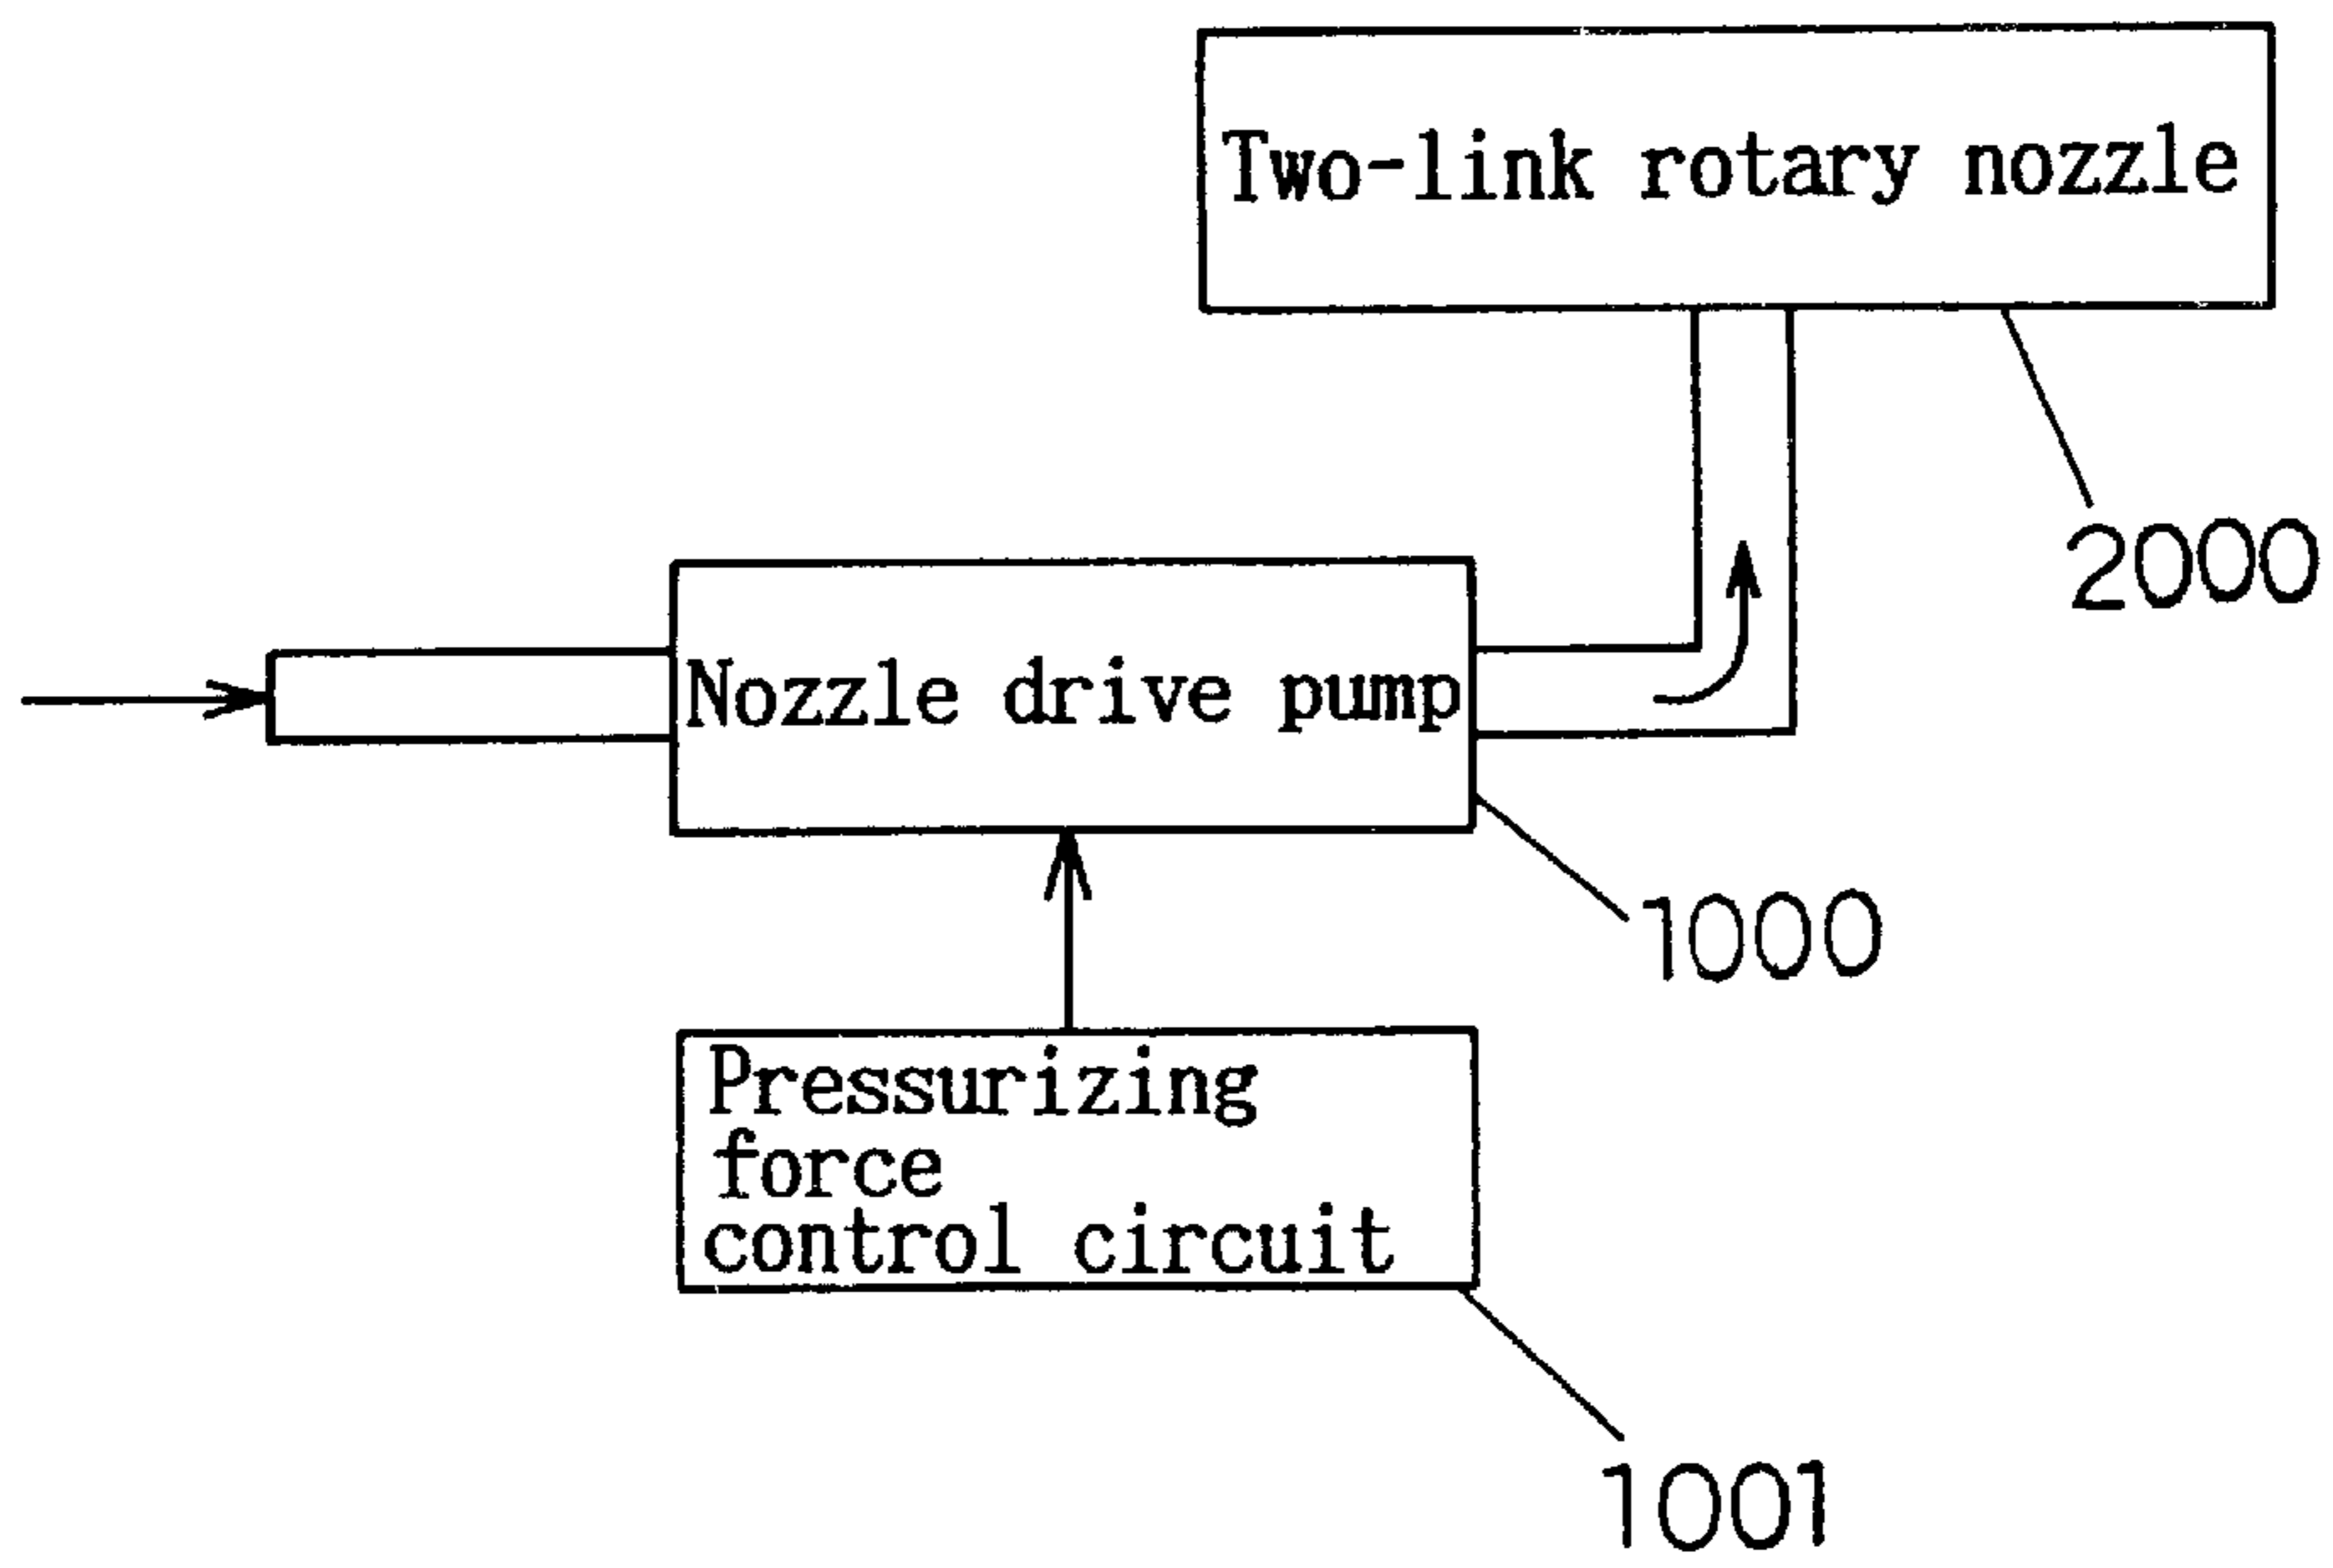 Two-link rotary nozzle
2000
Nozzle drive pump
1000
Pressurizing
force
control circuit
1001